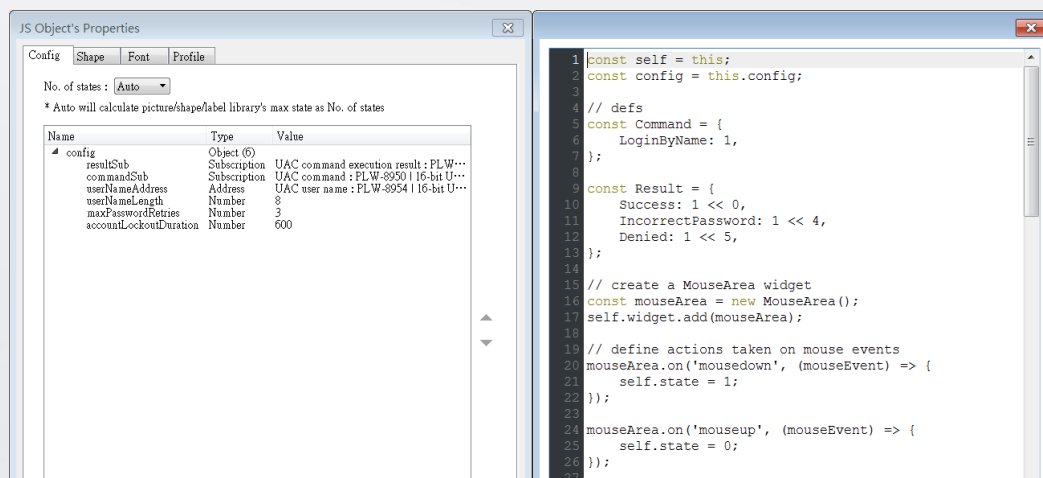 JS Object's Properties
Config Shape Font Profile
No. of states : Auto
* Auto will calculate picture/shape/label library's max state as No. of states
Name Type Value
config Object (6)
resultSub Subscription UAC command execution result : PLW···
commandSub Subscription UAC command : PLW-8950 | 16-bit U···
userNameAddress Address UAC user name : PLW-8954 | 16-bit U···
userNameLength Number 8
maxPasswordRetries Number 3
accountLockoutDuration Number 600
1 const self = this;
2 const config = this.config;
3
4 // defs
5 const Command = {
6     LoginByName: 1,
7 };
8
9 const Result = {
10     Success: 1 << 0,
11     IncorrectPassword: 1 << 4,
12     Denied: 1 << 5,
13 };
14
15 // create a MouseArea widget
16 const mouseArea = new MouseArea();
17 self.widget.add(mouseArea);
18
19 // define actions taken on mouse events
20 mouseArea.on('mousedown', (mouseEvent) => {
21     self.state = 1;
22 });
23
24 mouseArea.on('mouseup', (mouseEvent) => {
25     self.state = 0;
26 });
27